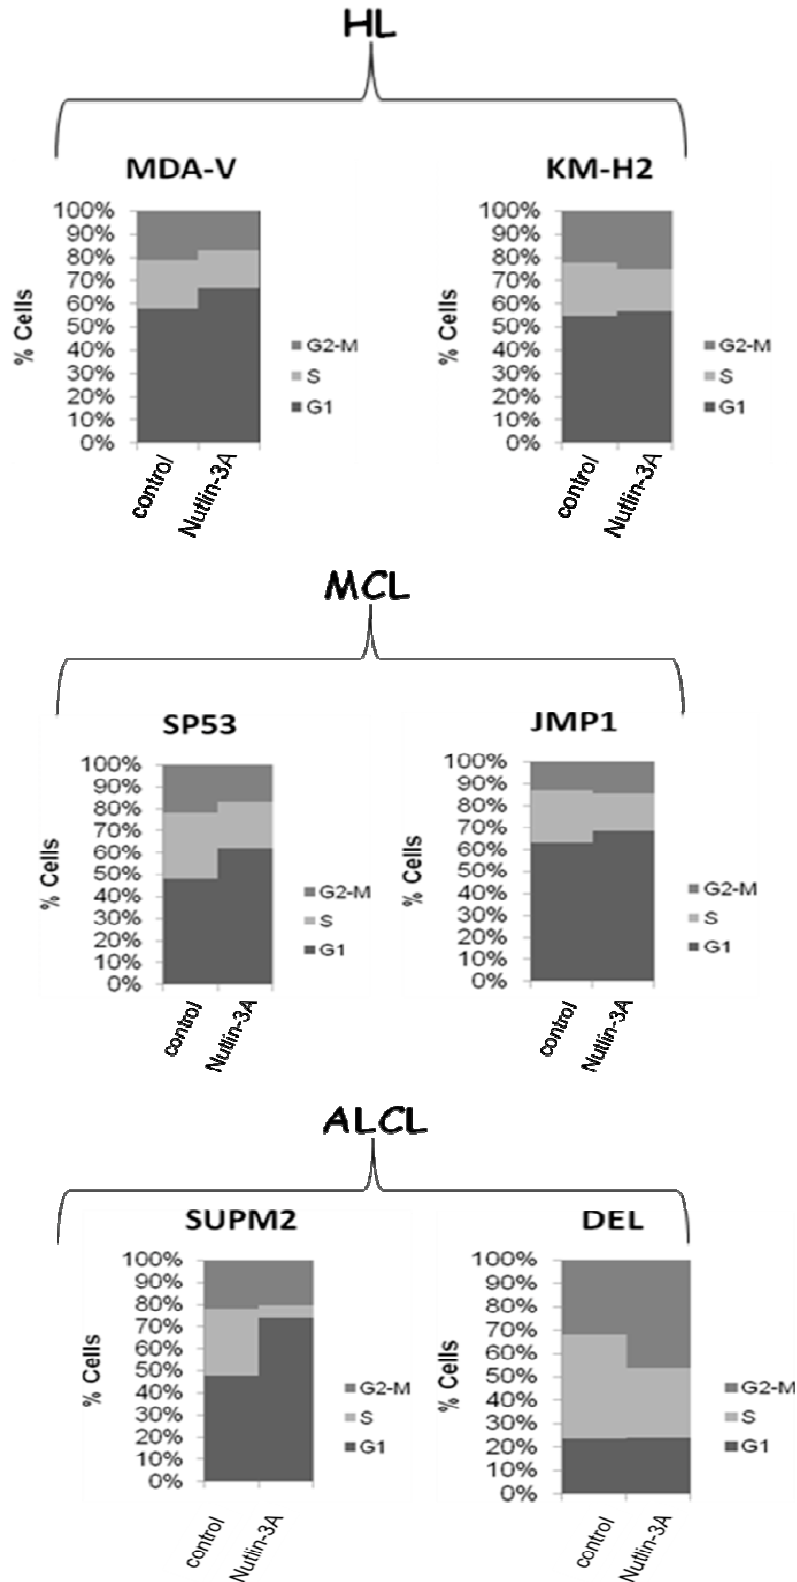 HL
MDA-V
% Cells
100%
90%
80%
70%
60%
50%
40%
30%
20%
10%
0%
control
Nutlin-3A
G2-M
S
G1
KM-H2
% Cells
100%
90%
80%
70%
60%
50%
40%
30%
20%
10%
0%
control
Nutlin-3A
G2-M
S
G1
MCL
SP53
% Cells
100%
90%
80%
70%
60%
50%
40%
30%
20%
10%
0%
control
Nutlin-3A
G2-M
S
G1
JMP1
% Cells
100%
90%
80%
70%
60%
50%
40%
30%
20%
10%
0%
control
Nutlin-3A
G2-M
S
G1
ALCL
SUPM2
% Cells
100%
90%
80%
70%
60%
50%
40%
30%
20%
10%
0%
control
Nutlin-3A
G2-M
S
G1
DEL
% Cells
100%
90%
80%
70%
60%
50%
40%
30%
20%
10%
0%
control
Nutlin-3A
G2-M
S
G1